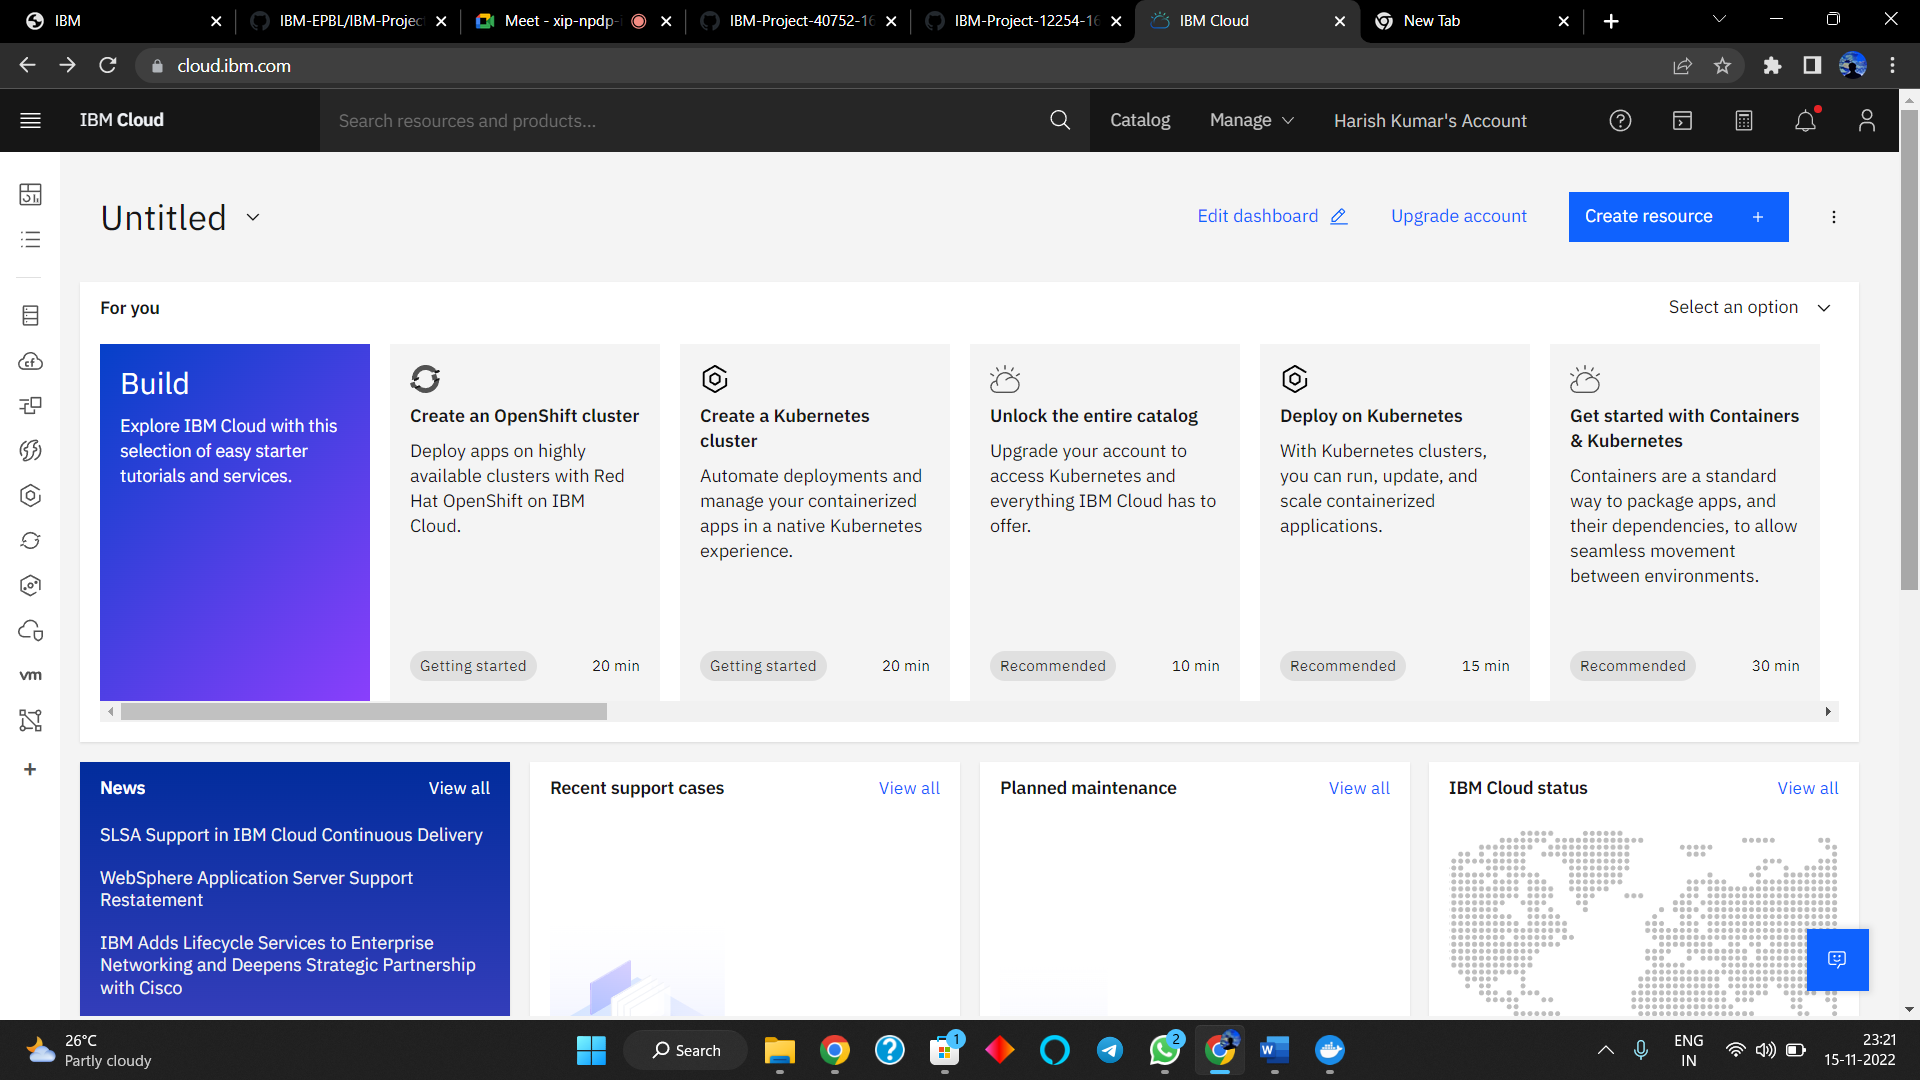 IBM
IBM-EPBL/IBM-Project
Meet - xip-npdp-
IBM-Project-40752-16
IBM-Project-12254-16
IBM Cloud
New Tab
cloud.ibm.com
IBM Cloud
Search resources and products...
Catalog
Manage
Harish Kumar's Account
Untitled
Edit dashboard
Upgrade account
Create resource +
For you
Select an option
Build
Explore IBM Cloud with this
selection of easy starter
tutorials and services.
Create an OpenShift cluster
Deploy apps on highly
available clusters with Red
Hat OpenShift on IBM
Cloud.
Getting started
20 min
Create a Kubernetes
cluster
Automate deployments and
manage your containerized
apps in a native Kubernetes
experience.
Getting started
20 min
Unlock the entire catalog
Upgrade your account to
access Kubernetes and
everything IBM Cloud has to
offer.
Recommended
10 min
Deploy on Kubernetes
With Kubernetes clusters,
you can run, update, and
scale containerized
applications.
Recommended
15 min
Get started with Containers
& Kubernetes
Containers are a standard
way to package apps, and
their dependencies, to allow
seamless movement
between environments.
Recommended
30 min
cf
vm
News
View all
SLSA Support in IBM Cloud Continuous Delivery
WebSphere Application Server Support
Restatement
IBM Adds Lifecycle Services to Enterprise
Networking and Deepens Strategic Partnership
with Cisco
Recent support cases
View all
Planned maintenance
View all
IBM Cloud status
View all
26°C
Partly cloudy
Search
1
2
W
ENG
IN
23:21
15-11-2022